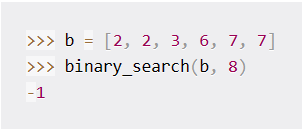 >>> b = [2, 2, 3, 6, 7, 7]
>>> binary_search(b, 8)
-1